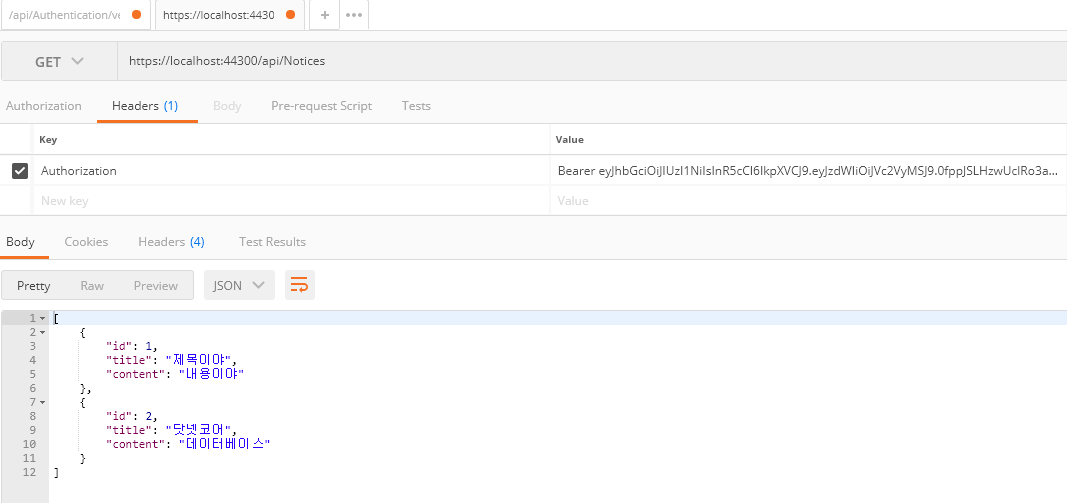 /api/Authentication/ve
https://localhost:4430
GET https://localhost:44300/api/Notices
Authorization Headers (1) Body Pre-request Script Tests
Key Value
Authorization Bearer eyJhbGciOiJIUzI1NiIsInR5cCI6IkpXVCJ9.eyJzdWIiOiJVc2VyMSJ9.0fppJSLHzwUclRo3a...
New key Value
Body Cookies Headers (4) Test Results
Pretty Raw Preview JSON
1 [
2 {
3 "id": 1,
4 "title": "제목이야",
5 "content": "내용이야"
6 },
7 {
8 "id": 2,
9 "title": "닷넷코어",
10 "content": "데이터베이스"
11 }
12 ]